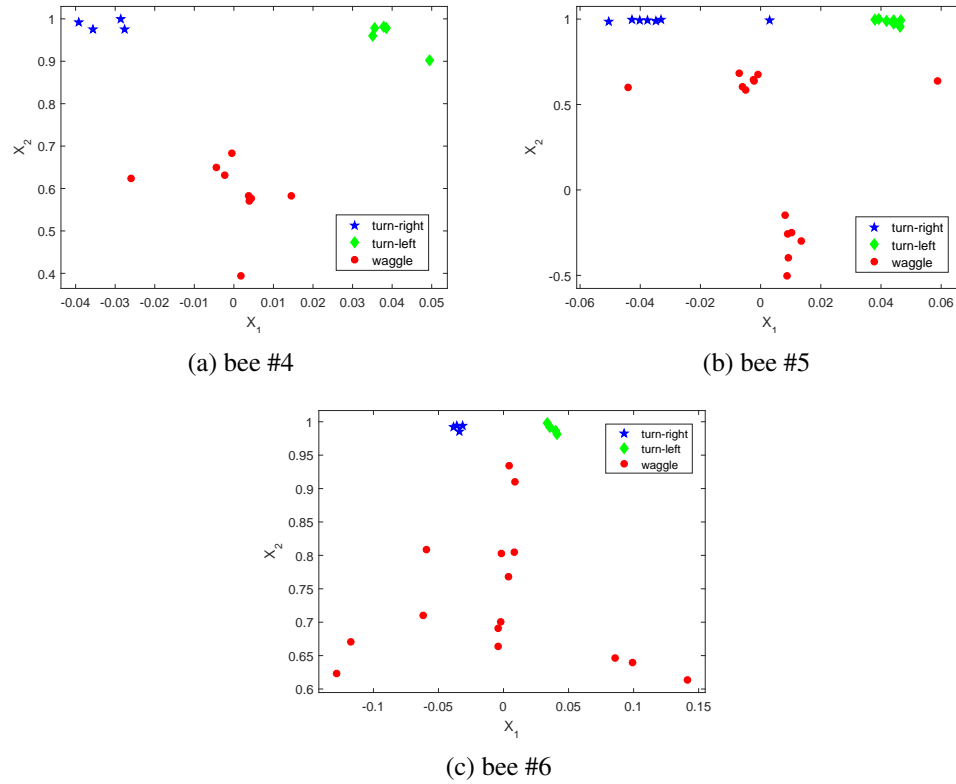 1
0.9
0.8
0.7
0.6
0.5
0.4
X2
-0.04 -0.03 -0.02 -0.01 0 0.01 0.02 0.03 0.04 0.05
X1
turn-right
turn-left
waggle
(a) bee #4
1
0.5
0
-0.5
X2
-0.06 -0.04 -0.02 0 0.02 0.04 0.06
X1
turn-right
turn-left
waggle
(b) bee #5
1
0.95
0.9
0.85
0.8
0.75
0.7
0.65
0.6
X2
-0.1 -0.05 0 0.05 0.1 0.15
X1
turn-right
turn-left
waggle
(c) bee #6